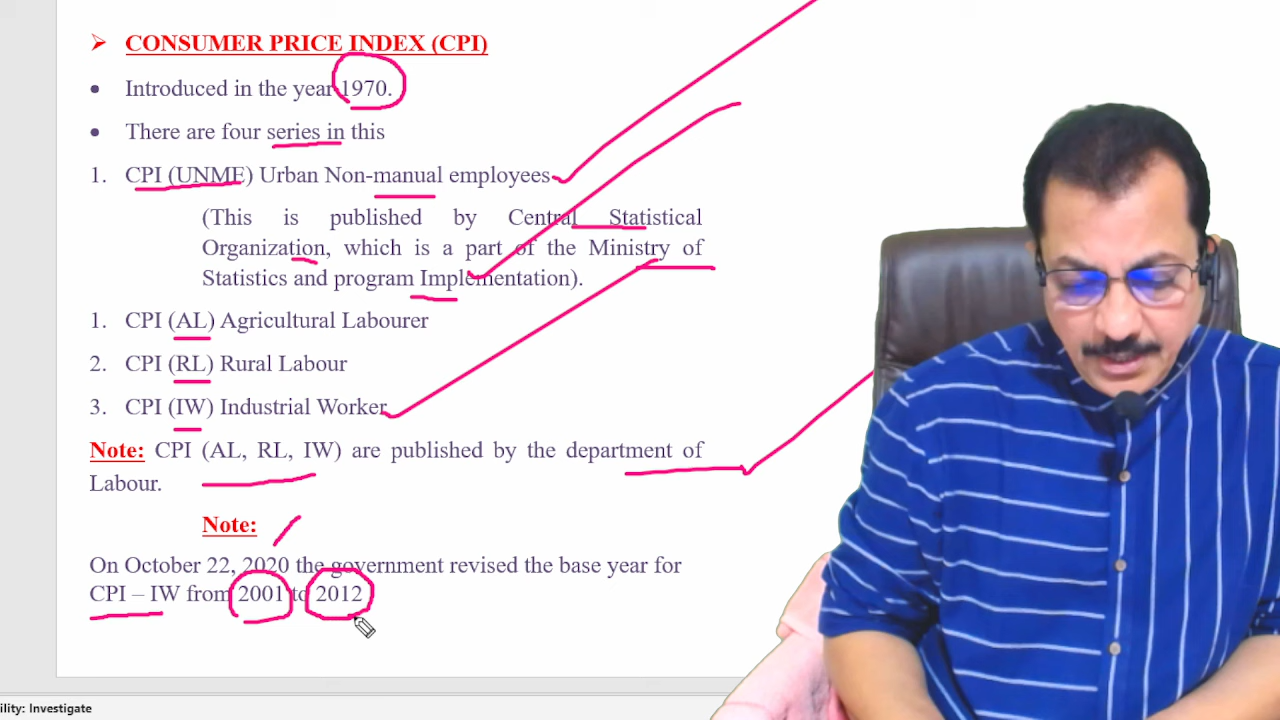 ➢ CONSUMER PRICE INDEX (CPI)
• Introduced in the year 1970.
• There are four series in this
1. CPI (UNME) Urban Non-manual employees
(This is published by Central Statistical
Organization, which is a part of the Ministry of
Statistics and program Implementation).
1. CPI (AL) Agricultural Labourer
2. CPI (RL) Rural Labour
3. CPI (IW) Industrial Worker
Note: CPI (AL, RL, IW) are published by the department of
Labour.
Note:
On October 22, 2020 the government revised the base year for
CPI – IW from 2001 to 2012
ility: Investigate